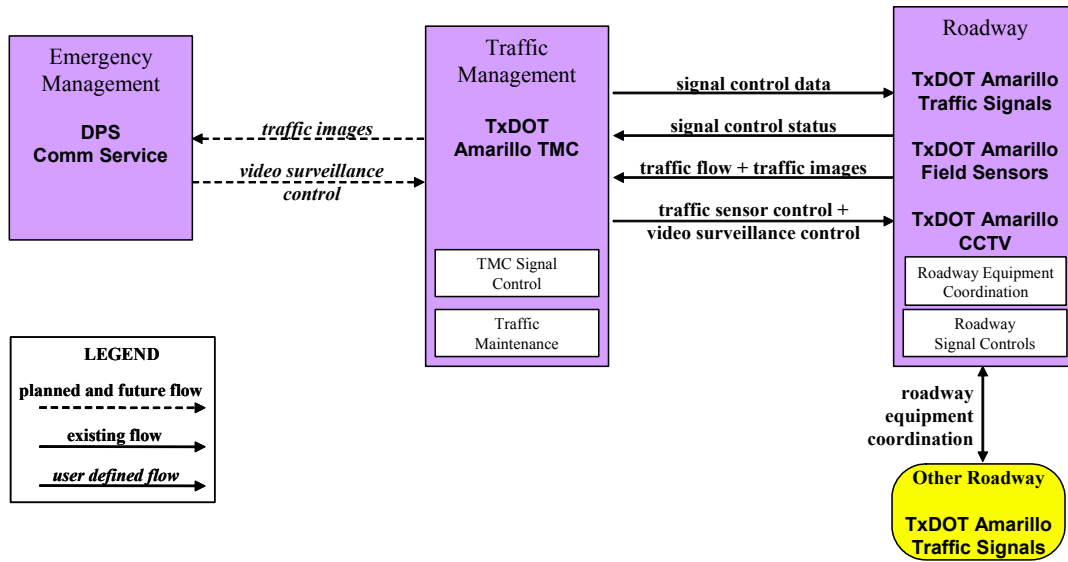 Emergency
Management
DPS
Comm Service
traffic images
video surveillance
control
Traffic
Management
TxDOT
Amarillo TMC
TMC Signal
Control
Traffic
Maintenance
signal control data
signal control status
traffic flow + traffic images
traffic sensor control +
video surveillance control
Roadway
TxDOT Amarillo
Traffic Signals
TxDOT Amarillo
Field Sensors
TxDOT Amarillo
CCTV
Roadway Equipment
Coordination
Roadway
Signal Controls
roadway
equipment
coordination
Other Roadway
TxDOT Amarillo
Traffic Signals
LEGEND
planned and future flow
existing flow
user defined flow